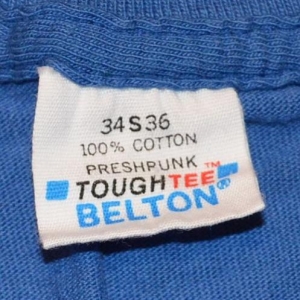 34 S 36
100% COTTON
PRESHPUNK
TOUGHTEE™
BELTON®